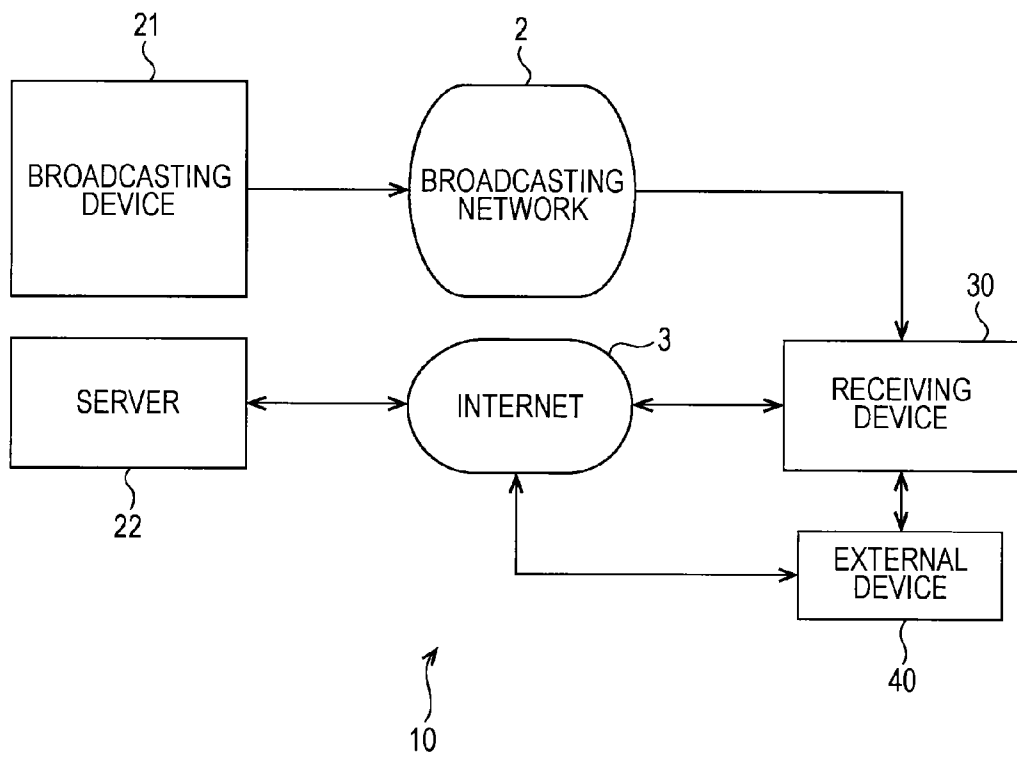 21
2
BROADCASTING
DEVICE
BROADCASTING
NETWORK
30
3
SERVER
INTERNET
RECEIVING
DEVICE
22
EXTERNAL
DEVICE
40
10